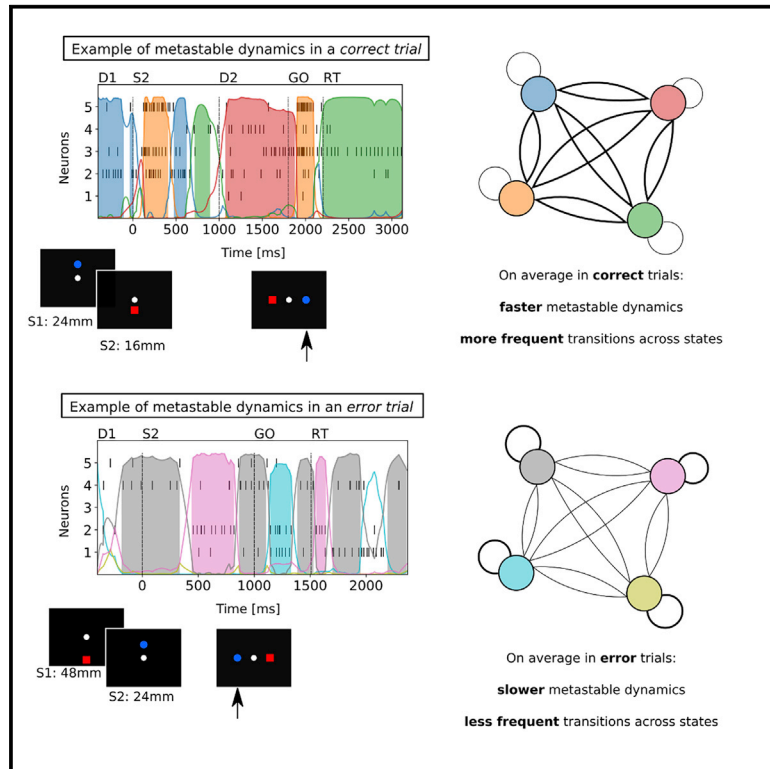 Example of metastable dynamics in a correct trial
D1 S2 D2 GO RT
Neurons
5
4
3
2
1
0 500 1000 1500 2000 2500 3000
Time [ms]
S1: 24mm
S2: 16mm
On average in correct trials:
faster metastable dynamics
more frequent transitions across states
Example of metastable dynamics in an error trial
D1 S2 GO RT
Neurons
5
4
2
1
0 500 1000 1500 2000
Time [ms]
S1: 48mm
S2: 24mm
On average in error trials:
slower metastable dynamics
less frequent transitions across states